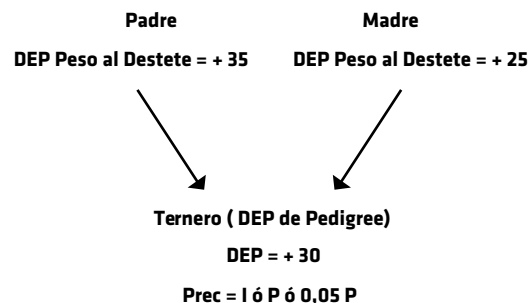 Padre
Madre
DEP Peso al Destete = + 35
DEP Peso al Destete = + 25
Ternero ( DEP de Pedigree)
DEP = + 30
Prec = I ó P ó 0,05 P